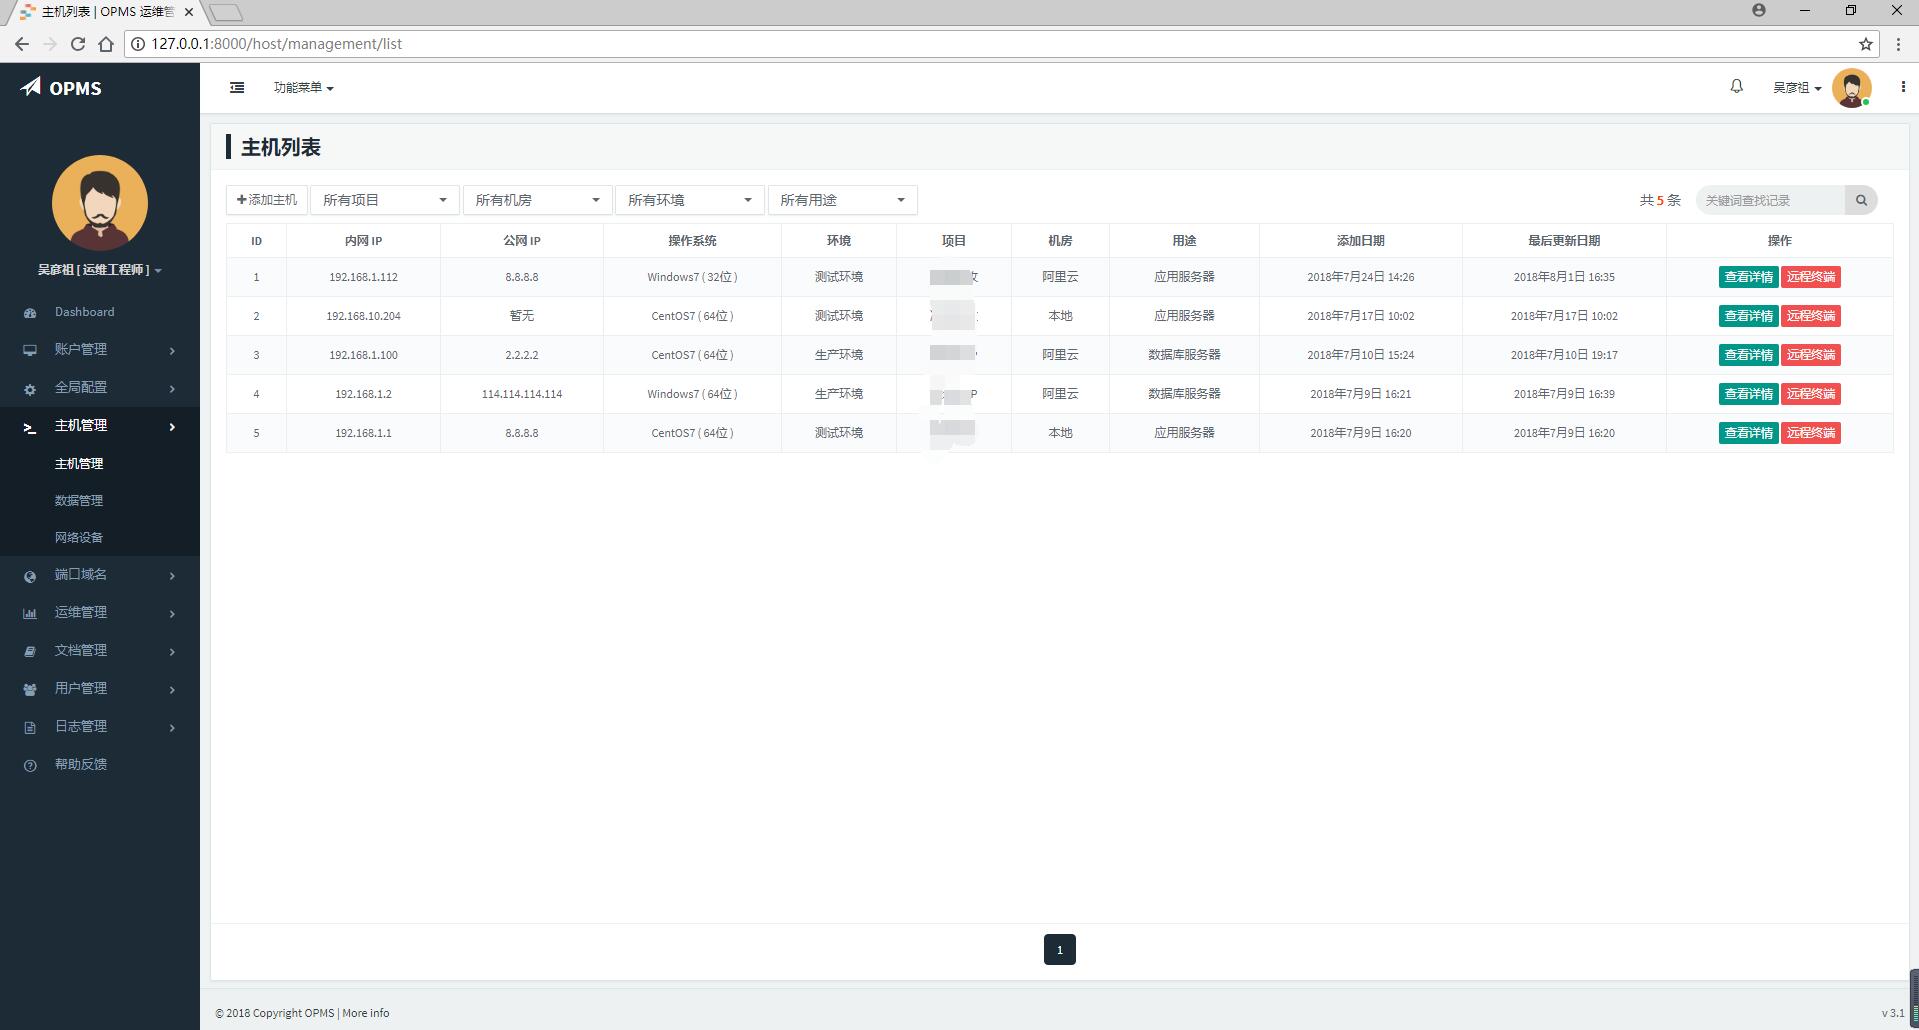 主机列表 | OPMS 运维管
127.0.0.1:8000/host/management/list
OPMS
功能菜单
吴彦祖
吴彦祖 [ 运维工程师 ]
Dashboard
账户管理
全局配置
主机管理
主机管理
数据管理
网络设备
端口域名
运维管理
文档管理
用户管理
日志管理
帮助反馈
主机列表
添加主机 所有项目 所有机房 所有环境 所有用途 共 5 条 关键词查找记录
ID 内网 IP 公网 IP 操作系统 环境 项目 机房 用途 添加日期 最后更新日期 操作
1 192.168.1.112 8.8.8.8 Windows7 ( 32位 ) 测试环境 阿里云 应用服务器 2018年7月24日 14:26 2018年8月1日 16:35 查看详情 远程终端
2 192.168.10.204 暂无 CentOS7 ( 64位 ) 测试环境 本地 应用服务器 2018年7月17日 10:02 2018年7月17日 10:02 查看详情 远程终端
3 192.168.1.100 2.2.2.2 CentOS7 ( 64位 ) 生产环境 阿里云 数据库服务器 2018年7月10日 15:24 2018年7月10日 19:17 查看详情 远程终端
4 192.168.1.2 114.114.114.114 Windows7 ( 64位 ) 生产环境 P 阿里云 数据库服务器 2018年7月9日 16:21 2018年7月9日 16:39 查看详情 远程终端
5 192.168.1.1 8.8.8.8 CentOS7 ( 64位 ) 测试环境 本地 应用服务器 2018年7月9日 16:20 2018年7月9日 16:20 查看详情 远程终端
1
© 2018 Copyright OPMS | More info
v 3.1